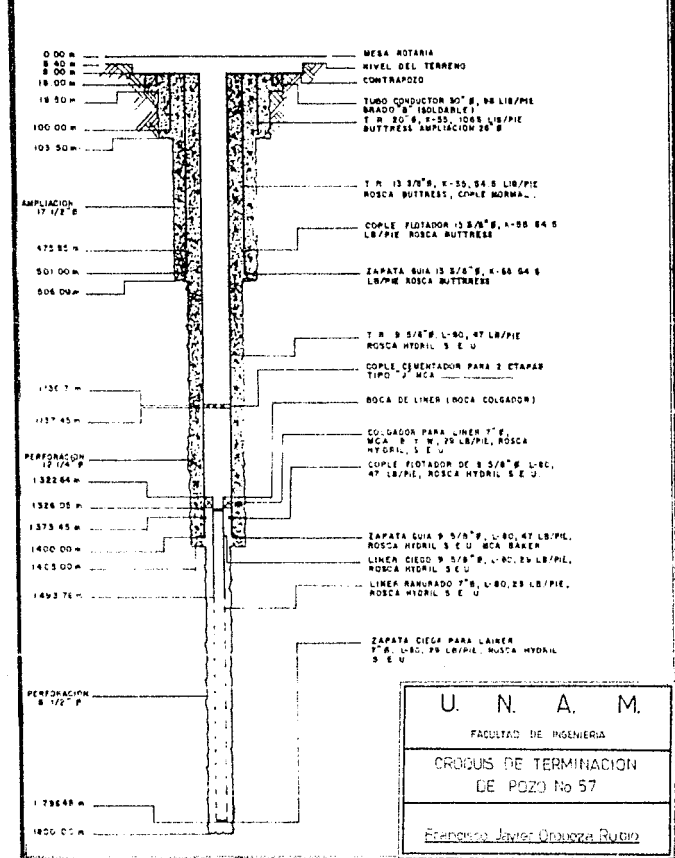 0.00 m
8.00 m
18.00 m
18.50 m
100.00 m
103.50 m
AMPLIACION
17 1/2" Ø
473.85 m
501.00 m
506.00 m
1137.45 m
PERFORACION
12 1/4" Ø
1322.64 m
1326.05 m
1373.45 m
1400.00 m
1405.00 m
1493.76 m
PERFORACION
8 1/2" Ø
1800.00 m
MESA ROTARIA
NIVEL DEL TERRENO
CONTRAPOZO
TUBO CONDUCTOR 30" Ø, 98 LIB/PIE
GRADO "B" (SOLDABLE)
T R 20" Ø, K-55, 106.5 LIB/PIE
BUTTRESS AMPLIACION 26" Ø
T R 13 3/8" Ø, K-55, 54.5 LIB/PIE
ROSCA BUTTRESS, COPLE NORMAL.
COPLE FLOTADOR 13 3/8" Ø, K-55 54.5
LB/PIE ROSCA BUTTRESS
ZAPATA GUIA 13 3/8" Ø, K-55 54.5
LB/PIE ROSCA BUTTRESS
T R 9 5/8" Ø, L-80, 47 LIB/PIE
ROSCA HYDRIL S E U
COPLE CEMENTADOR PARA 2 ETAPAS
TIPO "J" MCA
BOCA DE LINER (BOCA COLGADOR)
COLGADOR PARA LINER 7" Ø,
MCA B Y W, 29 LB/PIE, ROSCA
HYDRIL, S E U
COPLE FLOTADOR DE 9 5/8" Ø L-80,
47 LB/PIE, ROSCA HYDRIL S E U.
ZAPATA GUIA 9 5/8" Ø, L-80, 47 LB/PIE,
ROSCA HYDRIL S E U MCA BAKER
LINER CIEGO 9 5/8" Ø, L-80, 29 LB/PIE,
ROSCA HYDRIL S E U
LINER RANURADO 7" Ø, L-80, 29 LB/PIE,
ROSCA HYDRIL S E U
ZAPATA CIEGA PARA LAINER
7" Ø, L-80, 29 LB/PIE, ROSCA HYDRIL
S E U
U. N. A. M.
FACULTAD DE INGENIERIA
CROQUIS DE TERMINACION
DE POZO No 57
Francisco Javier Oropeza Rubio